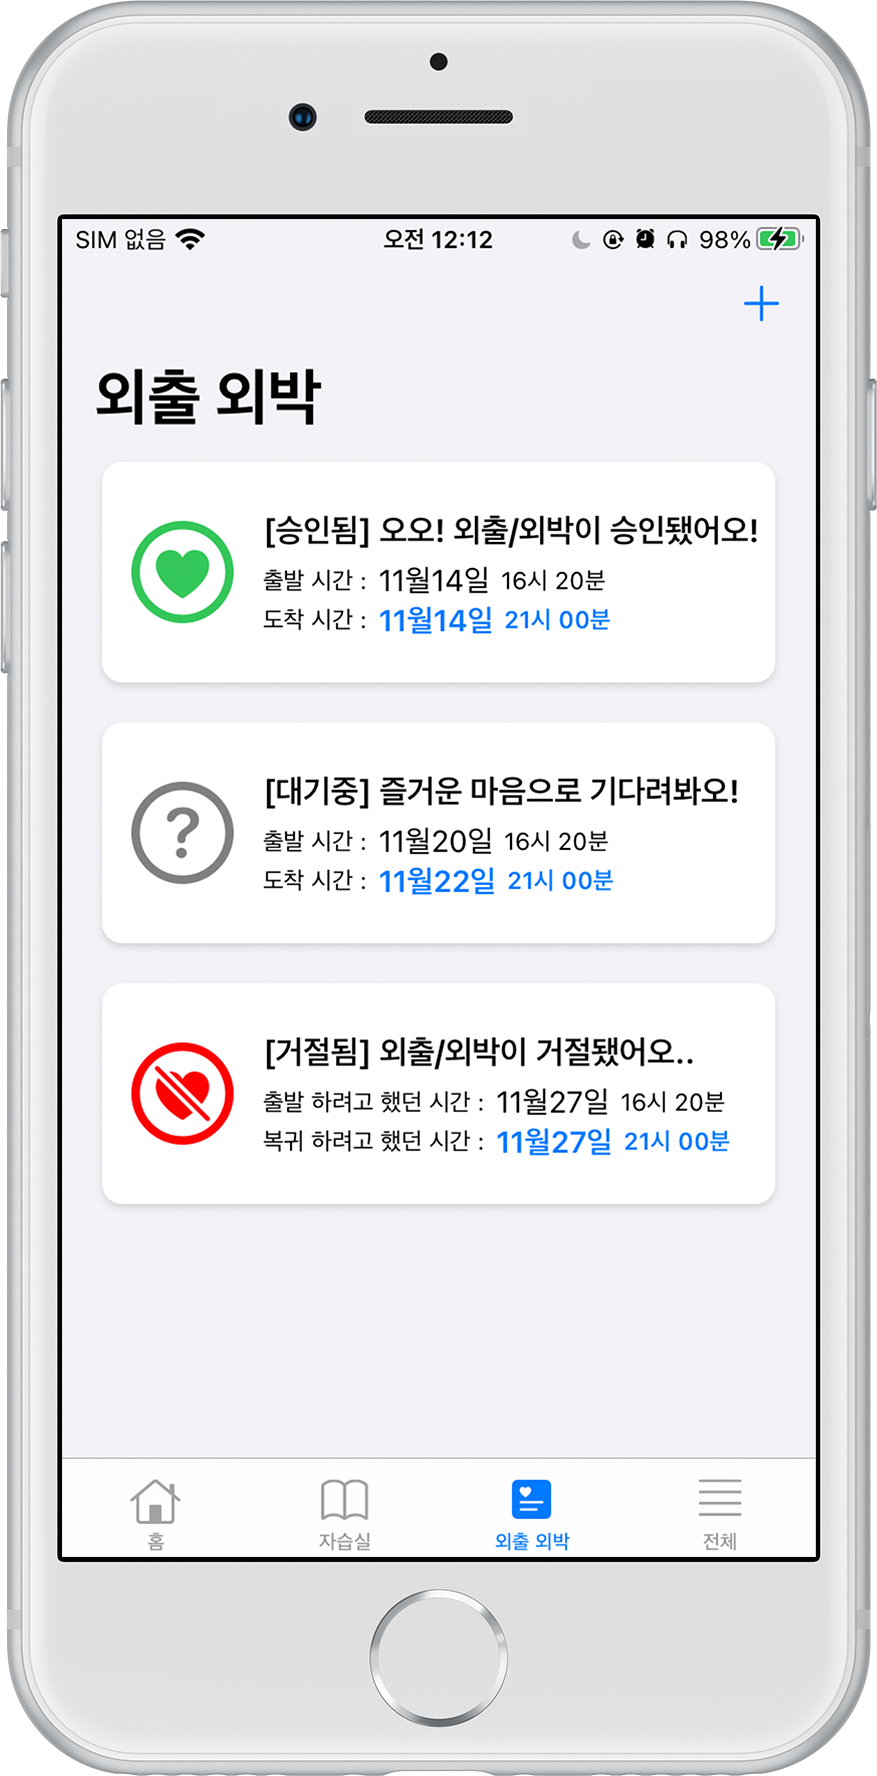 SIM 없음 오전 12:12 98%
외출 외박
[승인됨] 오오! 외출/외박이 승인됐어오!
출발 시간 : 11월14일 16시 20분
도착 시간 : 11월14일 21시 00분
[대기중] 즐거운 마음으로 기다려봐오!
출발 시간 : 11월20일 16시 20분
도착 시간 : 11월22일 21시 00분
[거절됨] 외출/외박이 거절됐어오..
출발 하려고 했던 시간 : 11월27일 16시 20분
복귀 하려고 했던 시간 : 11월27일 21시 00분
홈 자습실 외출 외박 전체